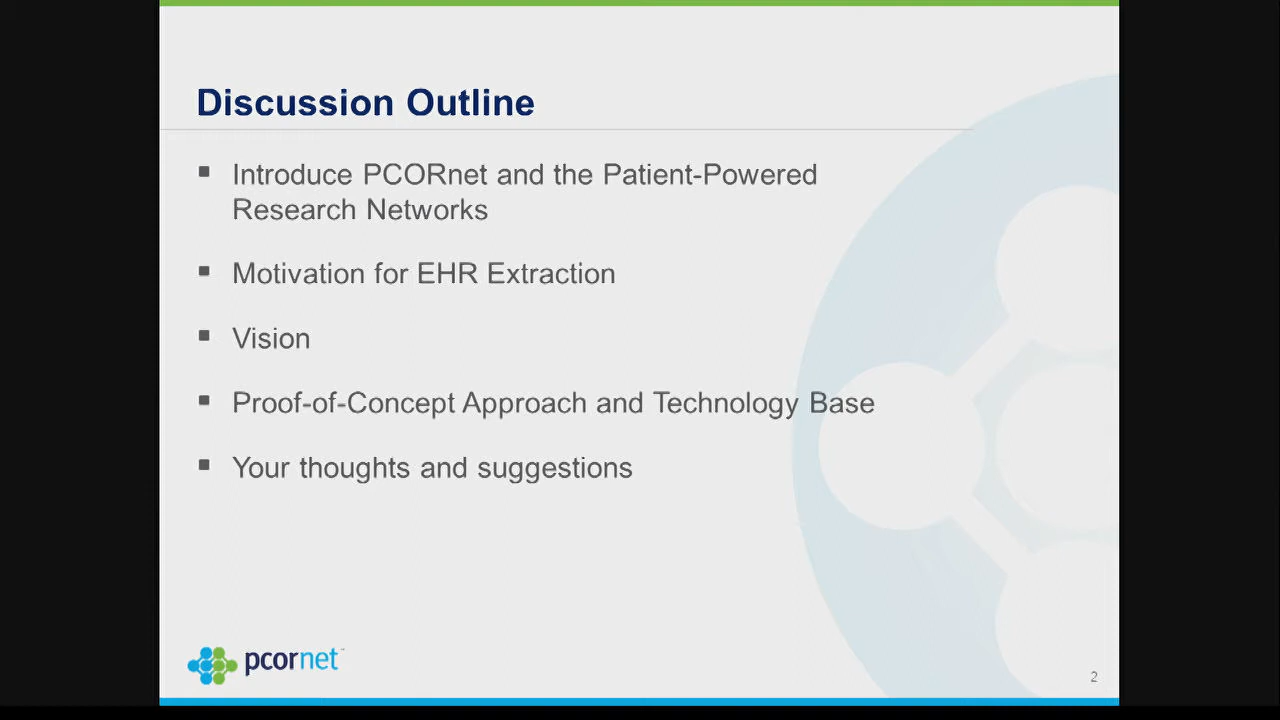 Discussion Outline
Introduce PCORnet and the Patient-Powered
Research Networks
Motivation for EHR Extraction
Vision
Proof-of-Concept Approach and Technology Base
Your thoughts and suggestions
pcornet
2